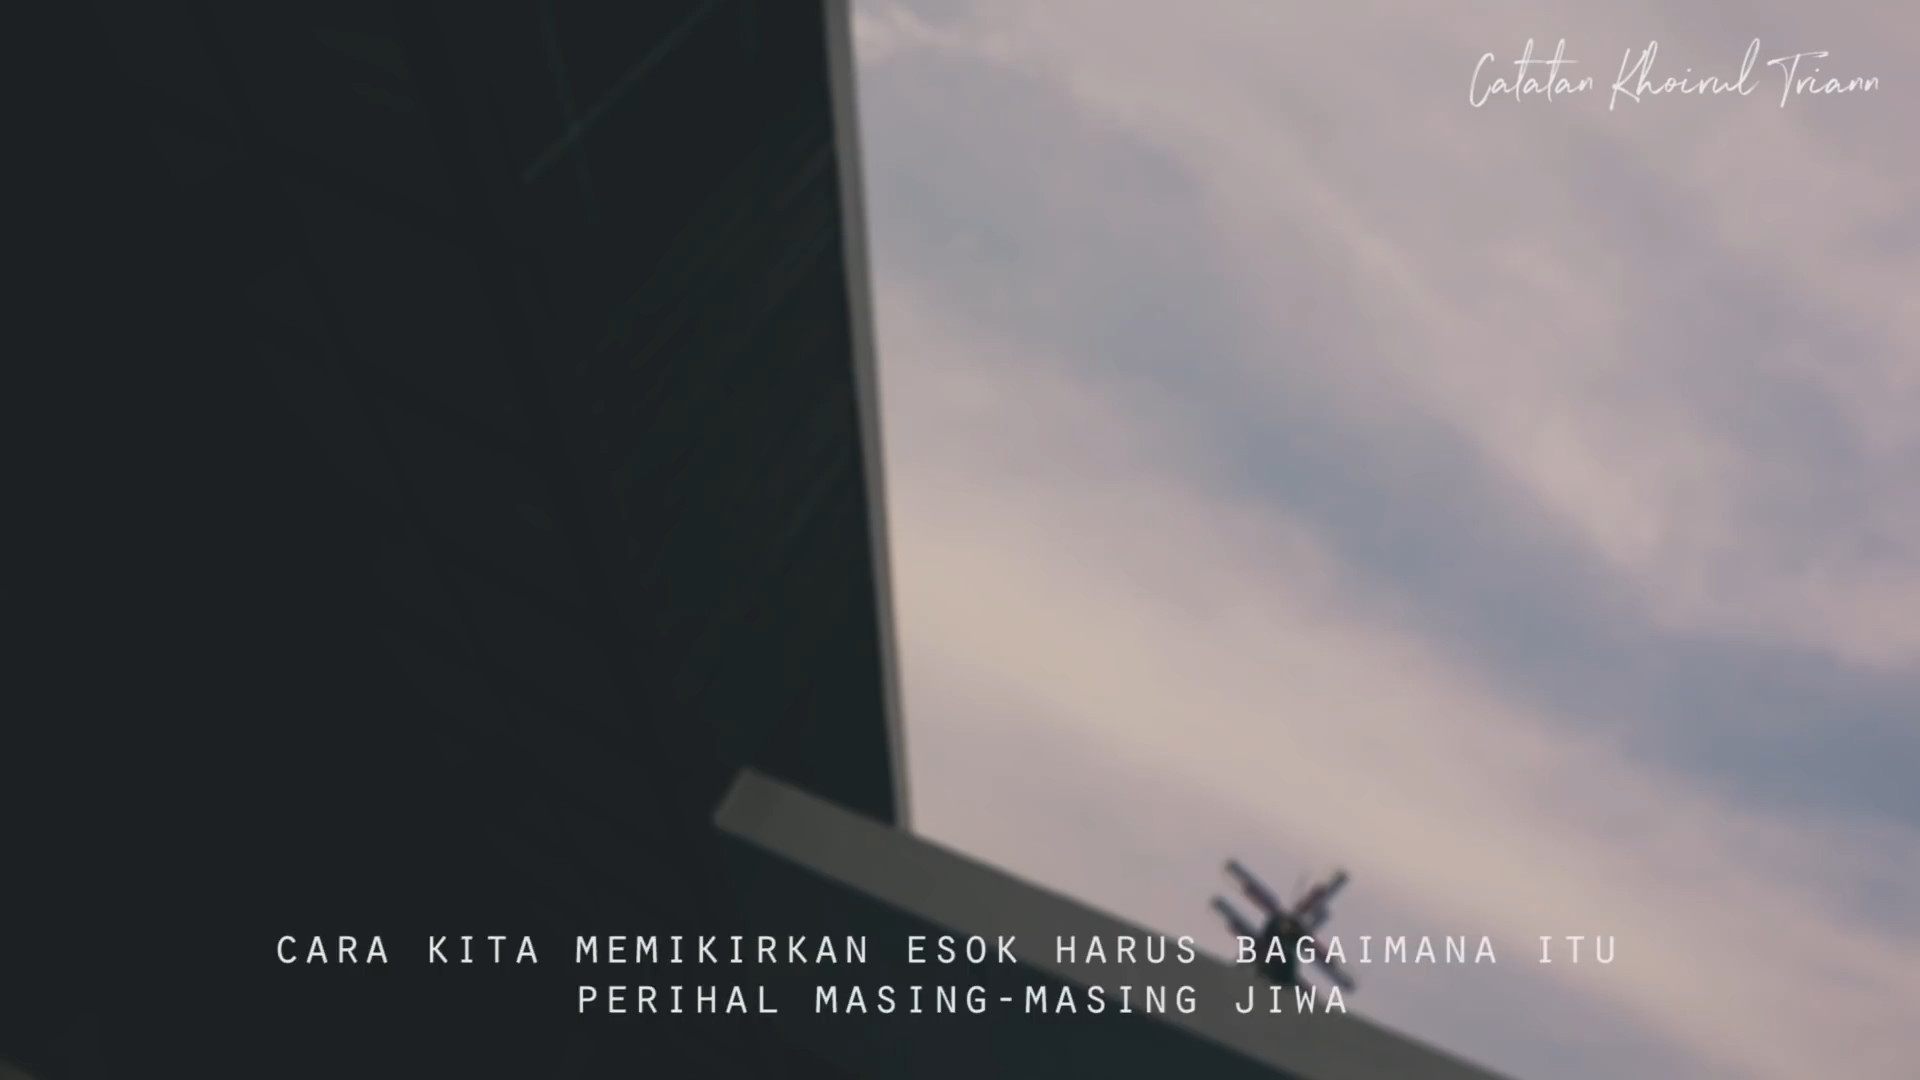 Catatan Khoirul Triann
CARA KITA MEMIKIRKAN ESOK HARUS BAGAIMANA ITU
PERIHAL MASING-MASING JIWA